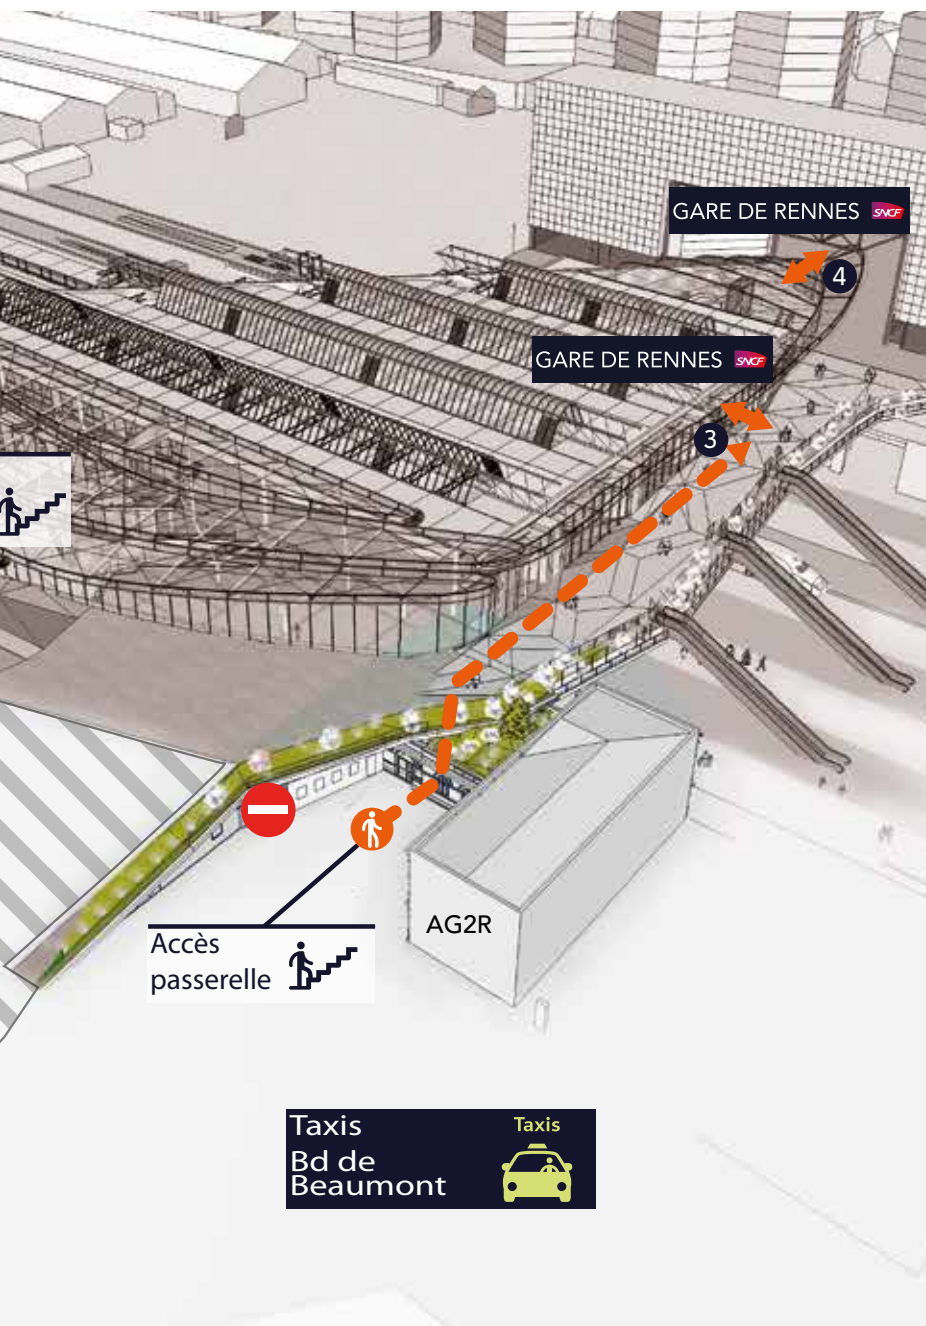 GARE DE RENNES SNCF
4
GARE DE RENNES SNCF
3
AG2R
Accès
passerelle
Taxis
Taxis
Bd de
Beaumont